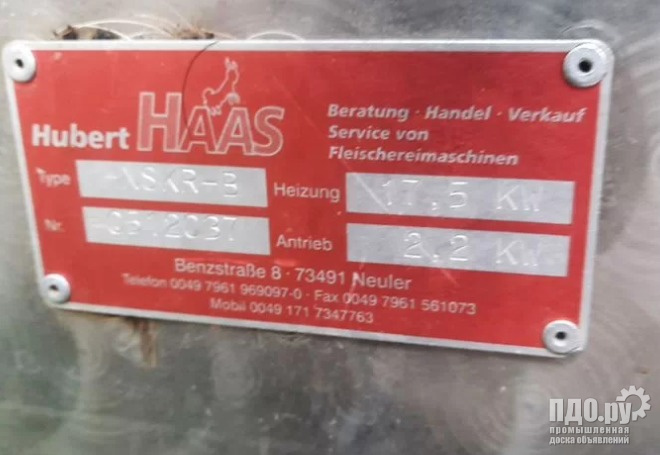 Hubert HAAS
Beratung · Handel · Verkauf
Service von
Fleischereimaschinen
Type
Heizung 17,5 KW
Nr.
Antrieb 2,2 KW
Benzstraße 8 · 73491 Neuler
Telefon 0049 7961 969097-0 · Fax 0049 7961 561073
Mobil 0049 171 7347763
ПДО.ру
промышленная
доска объявлений